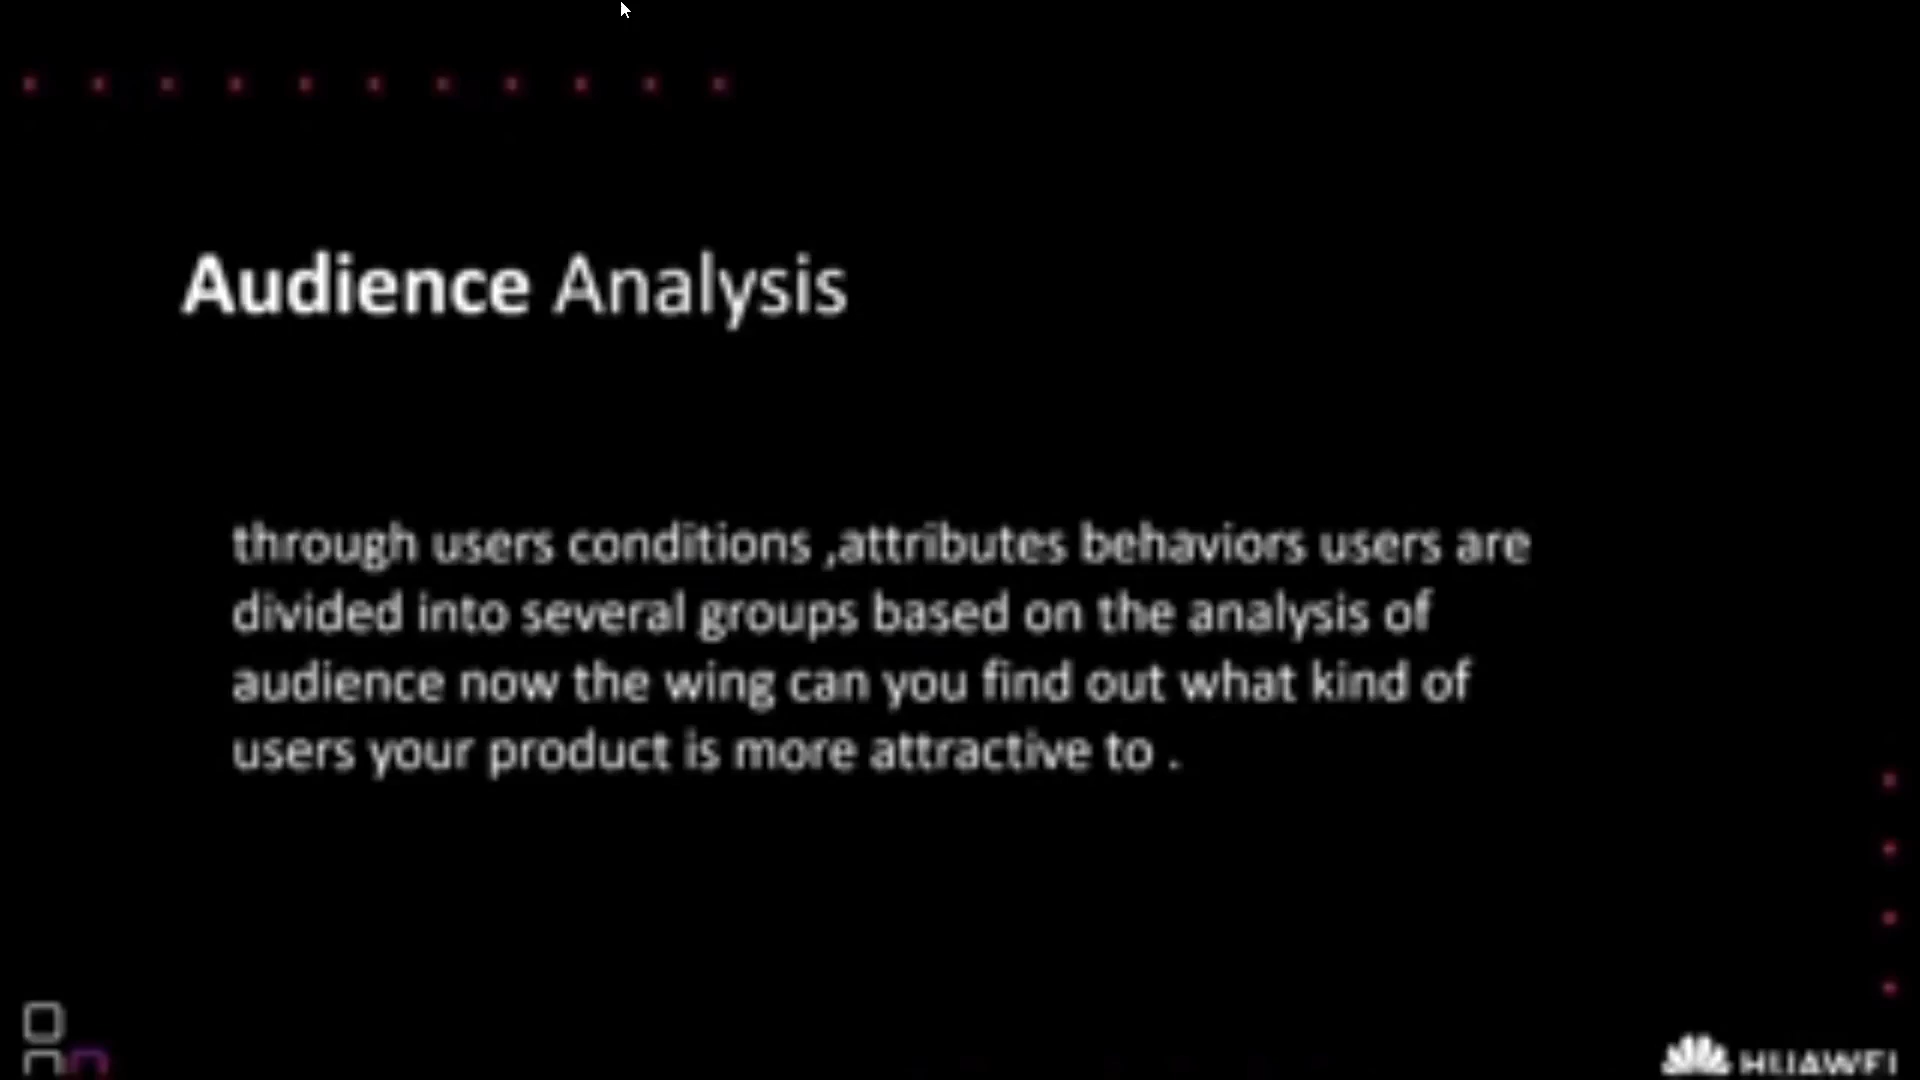 Audience Analysis
through users conditions ,attributes behaviors users are
divided into several groups based on the analysis of
audience now the wing can you find out what kind of
users your product is more attractive to .
HUAWEI